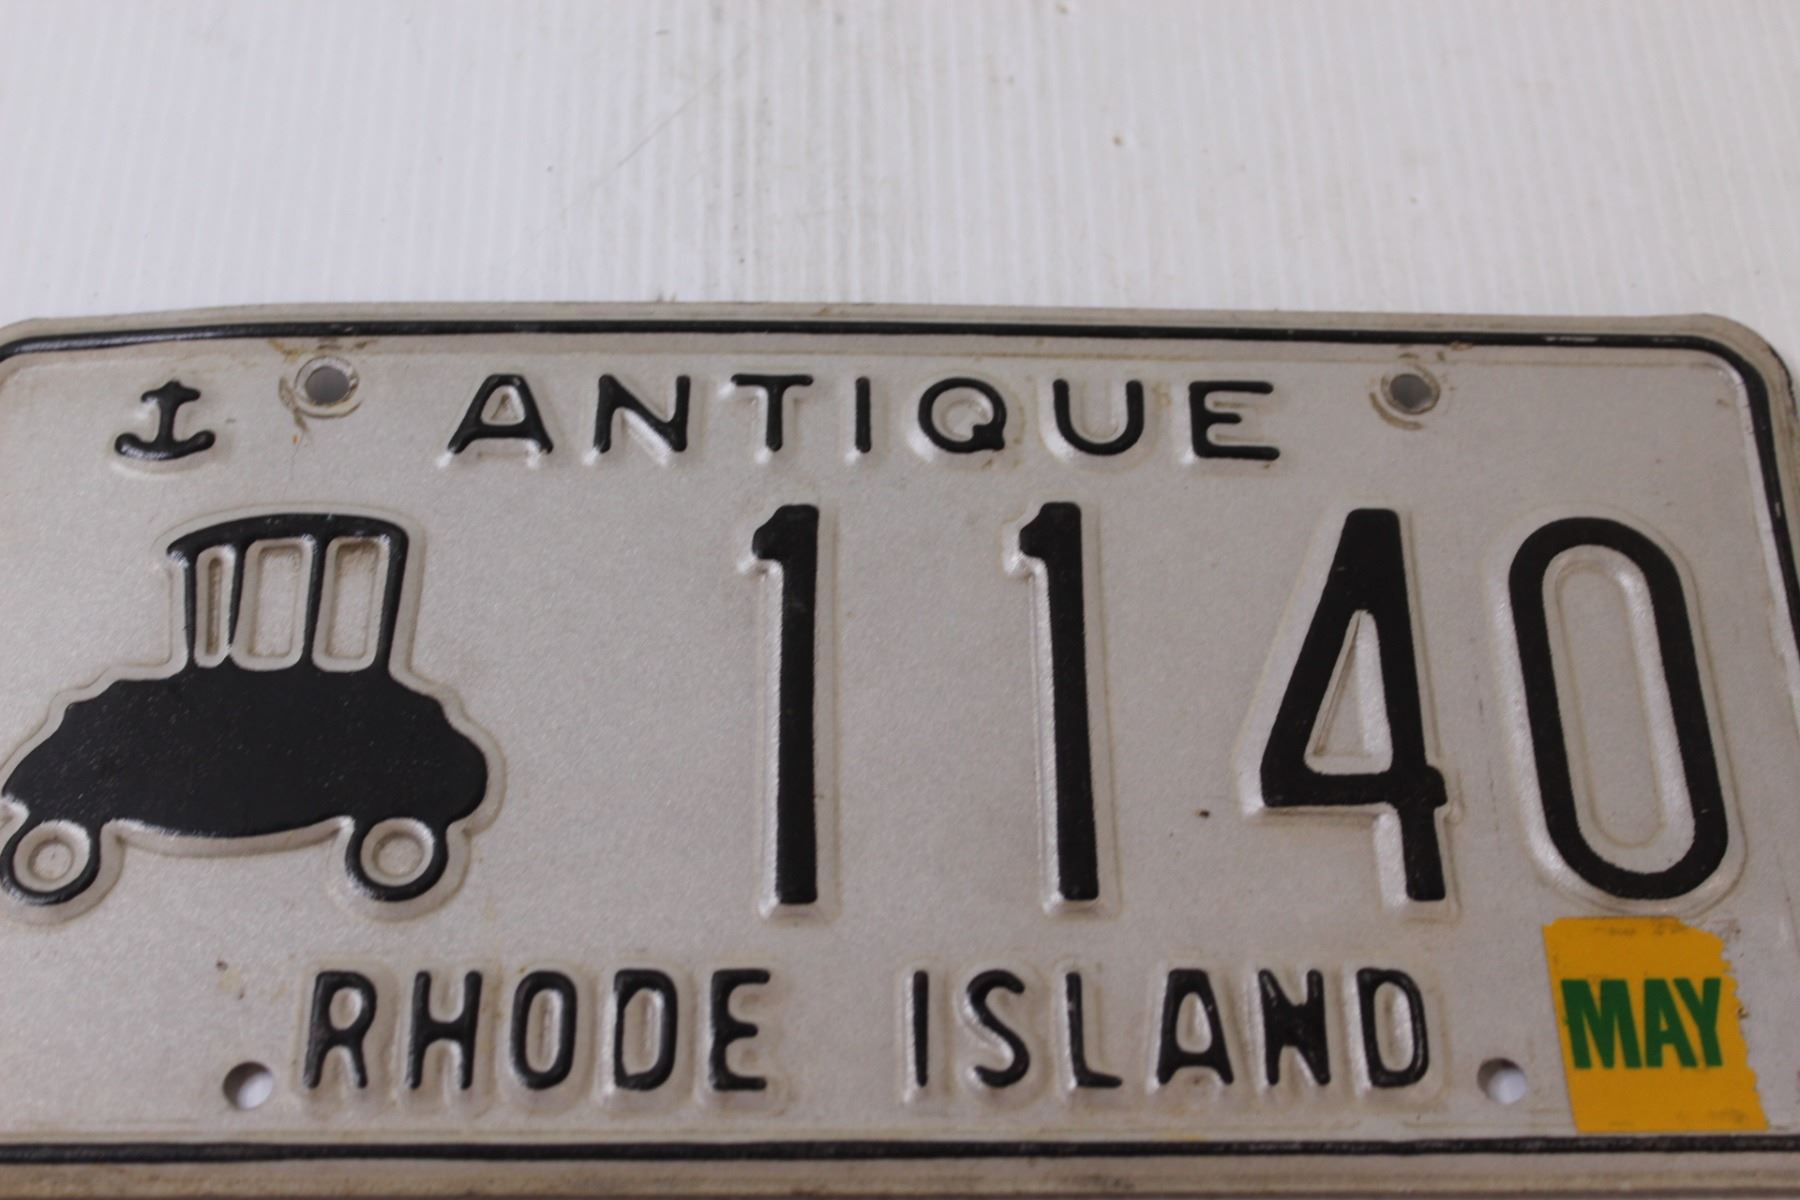 ANTIQUE
1140
RHODE ISLAND
MAY